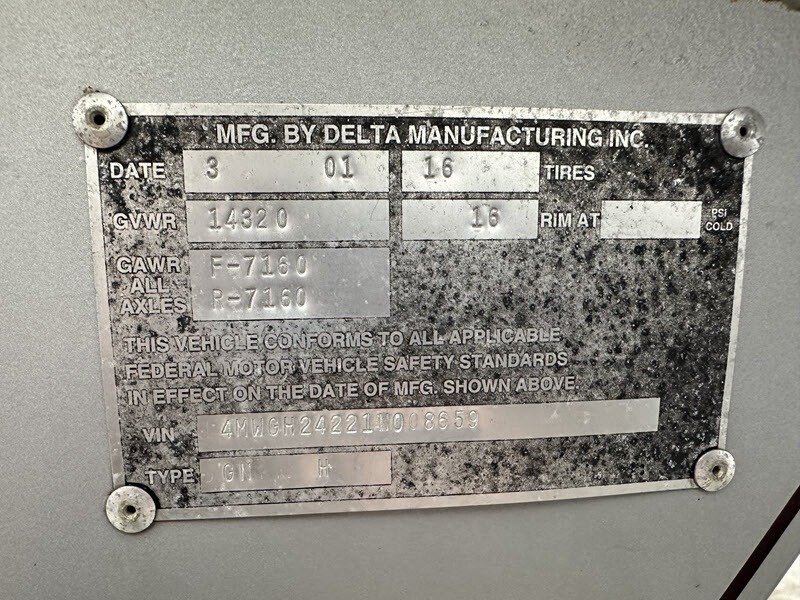 MFG. BY DELTA MANUFACTURING INC.
DATE 3 01 16 TIRES
GVWR 14320 16 RIM AT PSI COLD
GAWR F-7160
ALL
AXLES R-7160
THIS VEHICLE CONFORMS TO ALL APPLICABLE
FEDERAL MOTOR VEHICLE SAFETY STANDARDS
IN EFFECT ON THE DATE OF MFG. SHOWN ABOVE.
VIN 4MWGH24221N008659
TYPE GN H